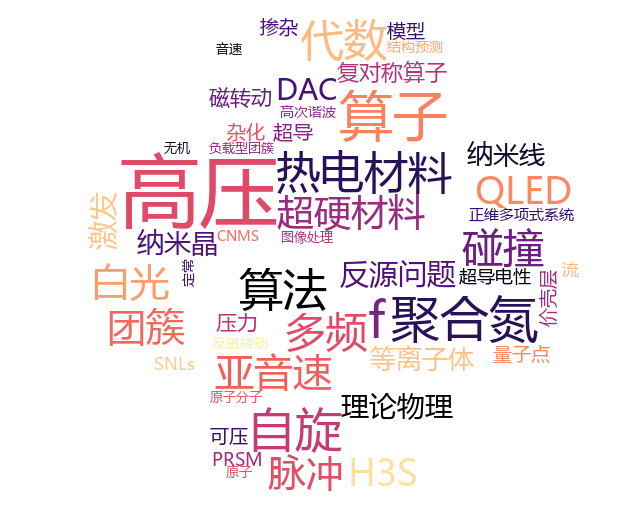 掺杂
代数
模型
结构预测
音速
复对称算子
DAC
磁转动
算子
高次谐波
杂化
超导
无机
负载型团簇
热电材料
纳米线
高压
QLED
超硬材料
激发
正维多项式系统
CNMS
图像处理
纳米晶
碰撞
走常
反源问题
超导电性
流
白光
算法
价壳层
f
聚合氮
团簇
压力
多频
反磁转动
等离子体
量子点
SNLs
亚音速
原子分子
理论物理
自旋
可压
PRSM
原子
脉冲
H3S